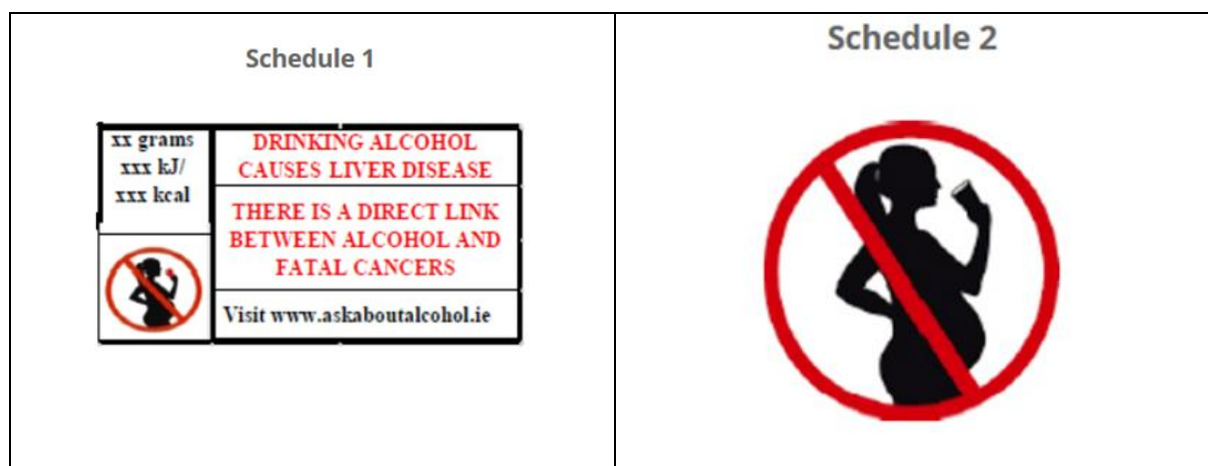 Schedule 1
xx grams
xxx kJ/
xxx kcal
DRINKING ALCOHOL
CAUSES LIVER DISEASE
THERE IS A DIRECT LINK
BETWEEN ALCOHOL AND
FATAL CANCERS
Visit www.askaboutalcohol.ie
Schedule 2